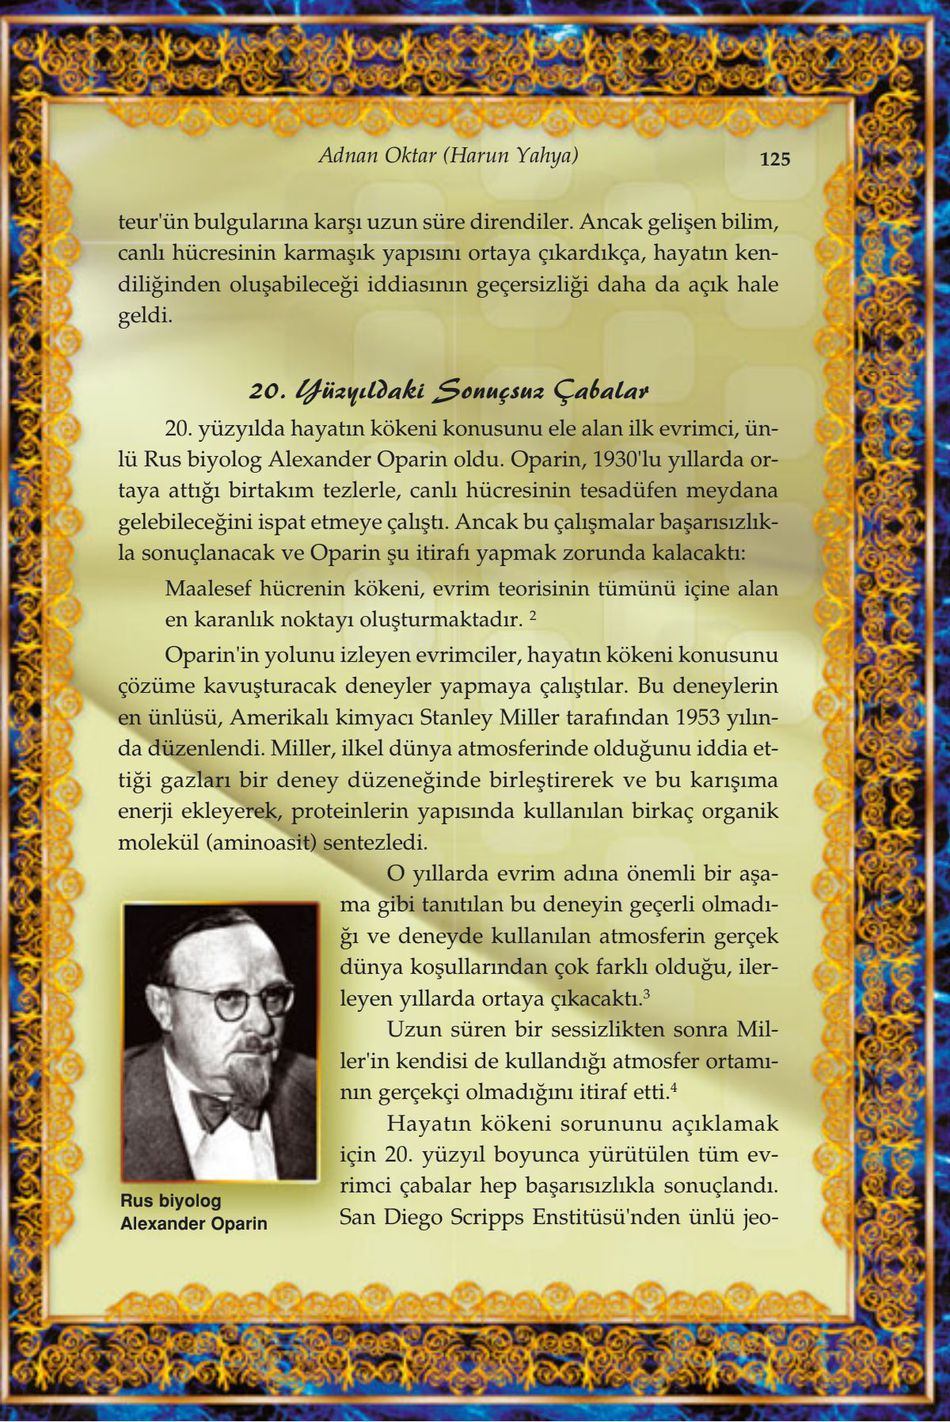 Adnan Oktar (Harun Yahya)
125
teur'ün bulgularına karşı uzun süre direndiler. Ancak gelişen bilim,
canlı hücresinin karmaşık yapısını ortaya çıkardıkça, hayatın ken-
diliğinden oluşabileceği iddiasının geçersizliği daha da açık hale
geldi.
20. Yüzyıldaki Sonuçsuz Çabalar
20. yüzyılda hayatın kökeni konusunu ele alan ilk evrimci, ün-
lü Rus biyolog Alexander Oparin oldu. Oparin, 1930'lu yıllarda or-
taya attığı birtakım tezlerle, canlı hücresinin tesadüfen meydana
gelebileceğini ispat etmeye çalıştı. Ancak bu çalışmalar başarısızlık-
la sonuçlanacak ve Oparin şu itirafı yapmak zorunda kalacaktı:
Maalesef hücrenin kökeni, evrim teorisinin tümünü içine alan
en karanlık noktayı oluşturmaktadır. 2
Oparin'in yolunu izleyen evrimciler, hayatın kökeni konusunu
çözüme kavuşturacak deneyler yapmaya çalıştılar. Bu deneylerin
en ünlüsü, Amerikalı kimyacı Stanley Miller tarafından 1953 yılın-
da düzenlendi. Miller, ilkel dünya atmosferinde olduğunu iddia et-
tiği gazları bir deney düzeneğinde birleştirerek ve bu karışıma
enerji ekleyerek, proteinlerin yapısında kullanılan birkaç organik
molekül (aminoasit) sentezledi.
O yıllarda evrim adına önemli bir aşa-
ma gibi tanıtılan bu deneyin geçerli olmadı-
ğı ve deneyde kullanılan atmosferin gerçek
dünya koşullarından çok farklı olduğu, iler-
leyen yıllarda ortaya çıkacaktı.3
Uzun süren bir sessizlikten sonra Mil-
ler'in kendisi de kullandığı atmosfer ortamı-
nın gerçekçi olmadığını itiraf etti.4
Hayatın kökeni sorununu açıklamak
için 20. yüzyıl boyunca yürütülen tüm ev-
rimci çabalar hep başarısızlıkla sonuçlandı.
San Diego Scripps Enstitüsü'nden ünlü jeo-
Rus biyolog
Alexander Oparin